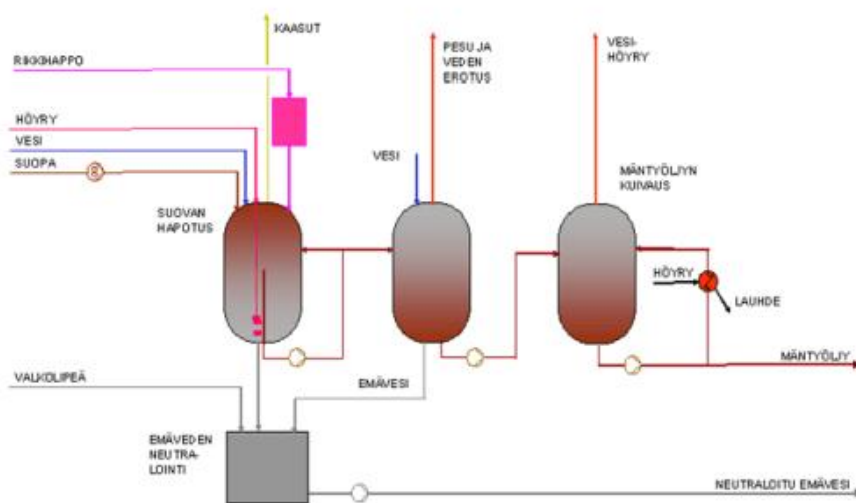 KAASUT
RIKKIHAPPO
PESU JA
VEDEN
EROTUS
VESI-
HÖYRY
HÖYRY
VESI
SUOPA
VESI
MÄNTYÖLJYN
KUIVAUS
SUOVAN
HAPOTUS
HÖYRY
LAUHDE
MÄNTYÖLJY
VALKOLIPEÄ
EMÄVESI
EMÄVEDEN
NEUTRA-
LOINTI
NEUTRALOITU EMÄVESI